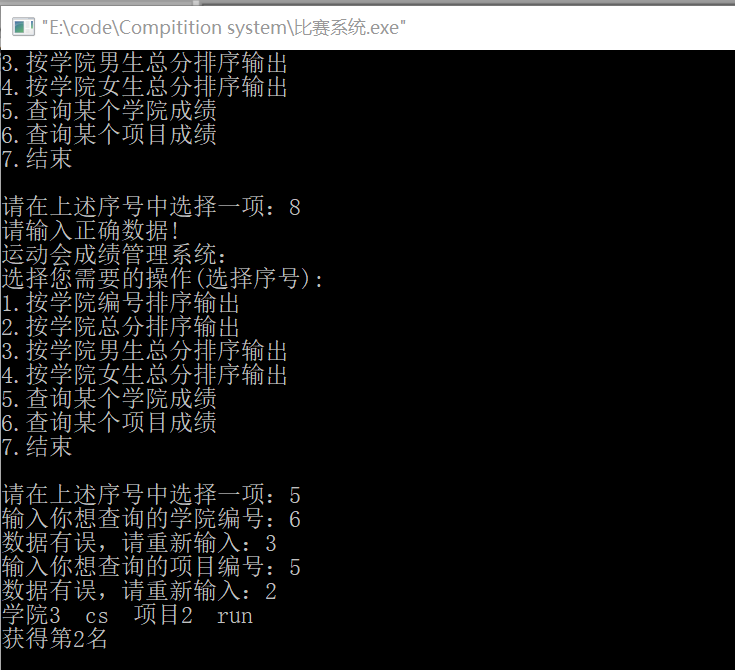 "E:\code\Compitition system\比赛系统.exe"
3.按学院男生总分排序输出
4.按学院女生总分排序输出
5.查询某个学院成绩
6.查询某个项目成绩
7.结束
请在上述序号中选择一项：8
请输入正确数据!
运动会成绩管理系统：
选择您需要的操作(选择序号)：
1.按学院编号排序输出
2.按学院总分排序输出
3.按学院男生总分排序输出
4.按学院女生总分排序输出
5.查询某个学院成绩
6.查询某个项目成绩
7.结束
请在上述序号中选择一项：5
输入你想查询的学院编号：6
数据有误，请重新输入：3
输入你想查询的项目编号：5
数据有误，请重新输入：2
学院3  cs  项目2  run
获得第2名